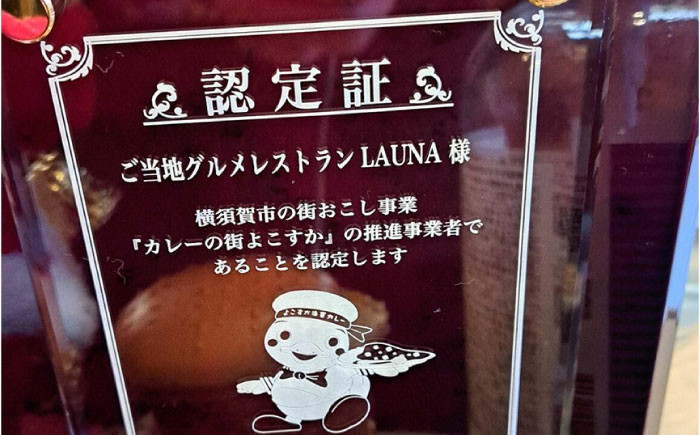 認定証
ご当地グルメレストラン LAUNA 様
横須賀市の街おこし事業
『カレーの街よこすか』の推進事業者で
あることを認定します
よこすか海軍カレー